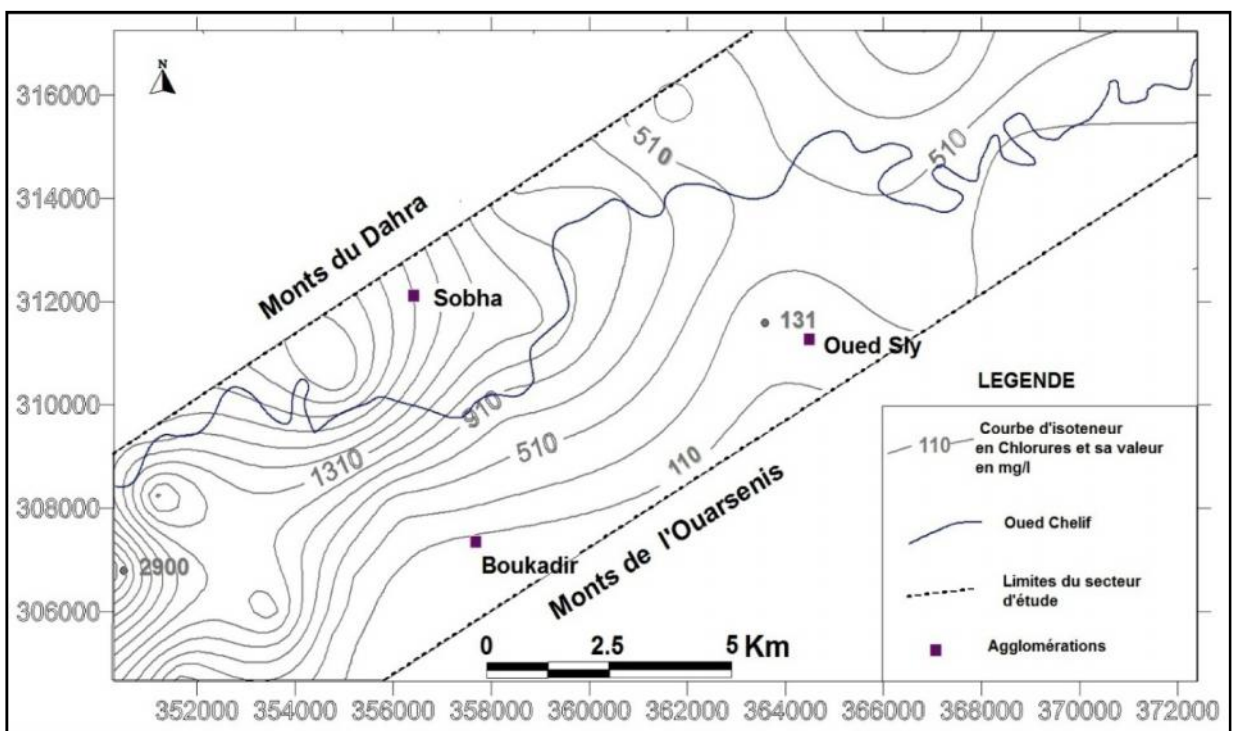 N
316000
314000
312000
310000
308000
306000
352000 354000 356000 358000 360000 362000 364000 366000 368000 370000 372000
Monts du Dahra
Sobha
510
510
131
Oued Sly
910
510
1310
110
2900
Boukadir
Monts de l'Ouarsenis
0 2.5 5 Km
LEGENDE
110
Courbe d'isoteneur
en Chlorures et sa valeur
en mg/l
Oued Chelif
Limites du secteur
d'étude
Agglomérations